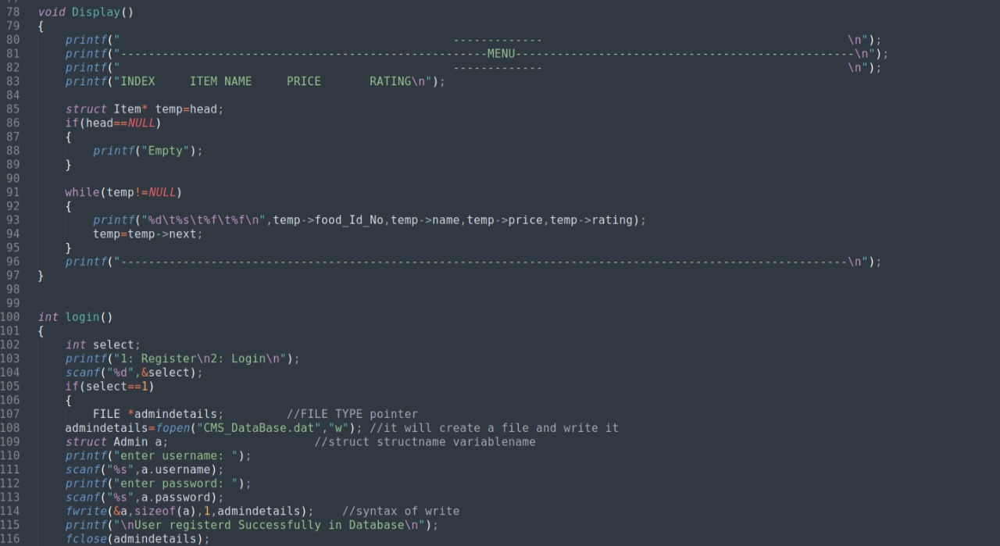 78 void Display()
79 {
80     printf("                                                -------------                                            \n");
81     printf("-----------------------------------------------------MENU-------------------------------------------------\n");
82     printf("                                                -------------                                            \n");
83     printf("INDEX     ITEM NAME     PRICE       RATING\n");
84
85     struct Item* temp=head;
86     if(head==NULL)
87     {
88         printf("Empty");
89     }
90
91     while(temp!=NULL)
92     {
93         printf("%d\t%s\t%f\t%f\n",temp->food_Id_No,temp->name,temp->price,temp->rating);
94         temp=temp->next;
95     }
96     printf("---------------------------------------------------------------------------------------------------------\n");
97 }
98
99
100 int login()
101 {
102     int select;
103     printf("1: Register\n2: Login\n");
104     scanf("%d",&select);
105     if(select==1)
106     {
107         FILE *admindetails;         //FILE TYPE pointer
108     admindetails=fopen("CMS_DataBase.dat","w"); //it will create a file and write it
109     struct Admin a;                     //struct structname variablename
110     printf("enter username: ");
111     scanf("%s",a.username);
112     printf("enter password: ");
113     scanf("%s",a.password);
114     fwrite(&a,sizeof(a),1,admindetails);    //syntax of write
115     printf("\nUser registerd Successfully in Database\n");
116     fclose(admindetails);